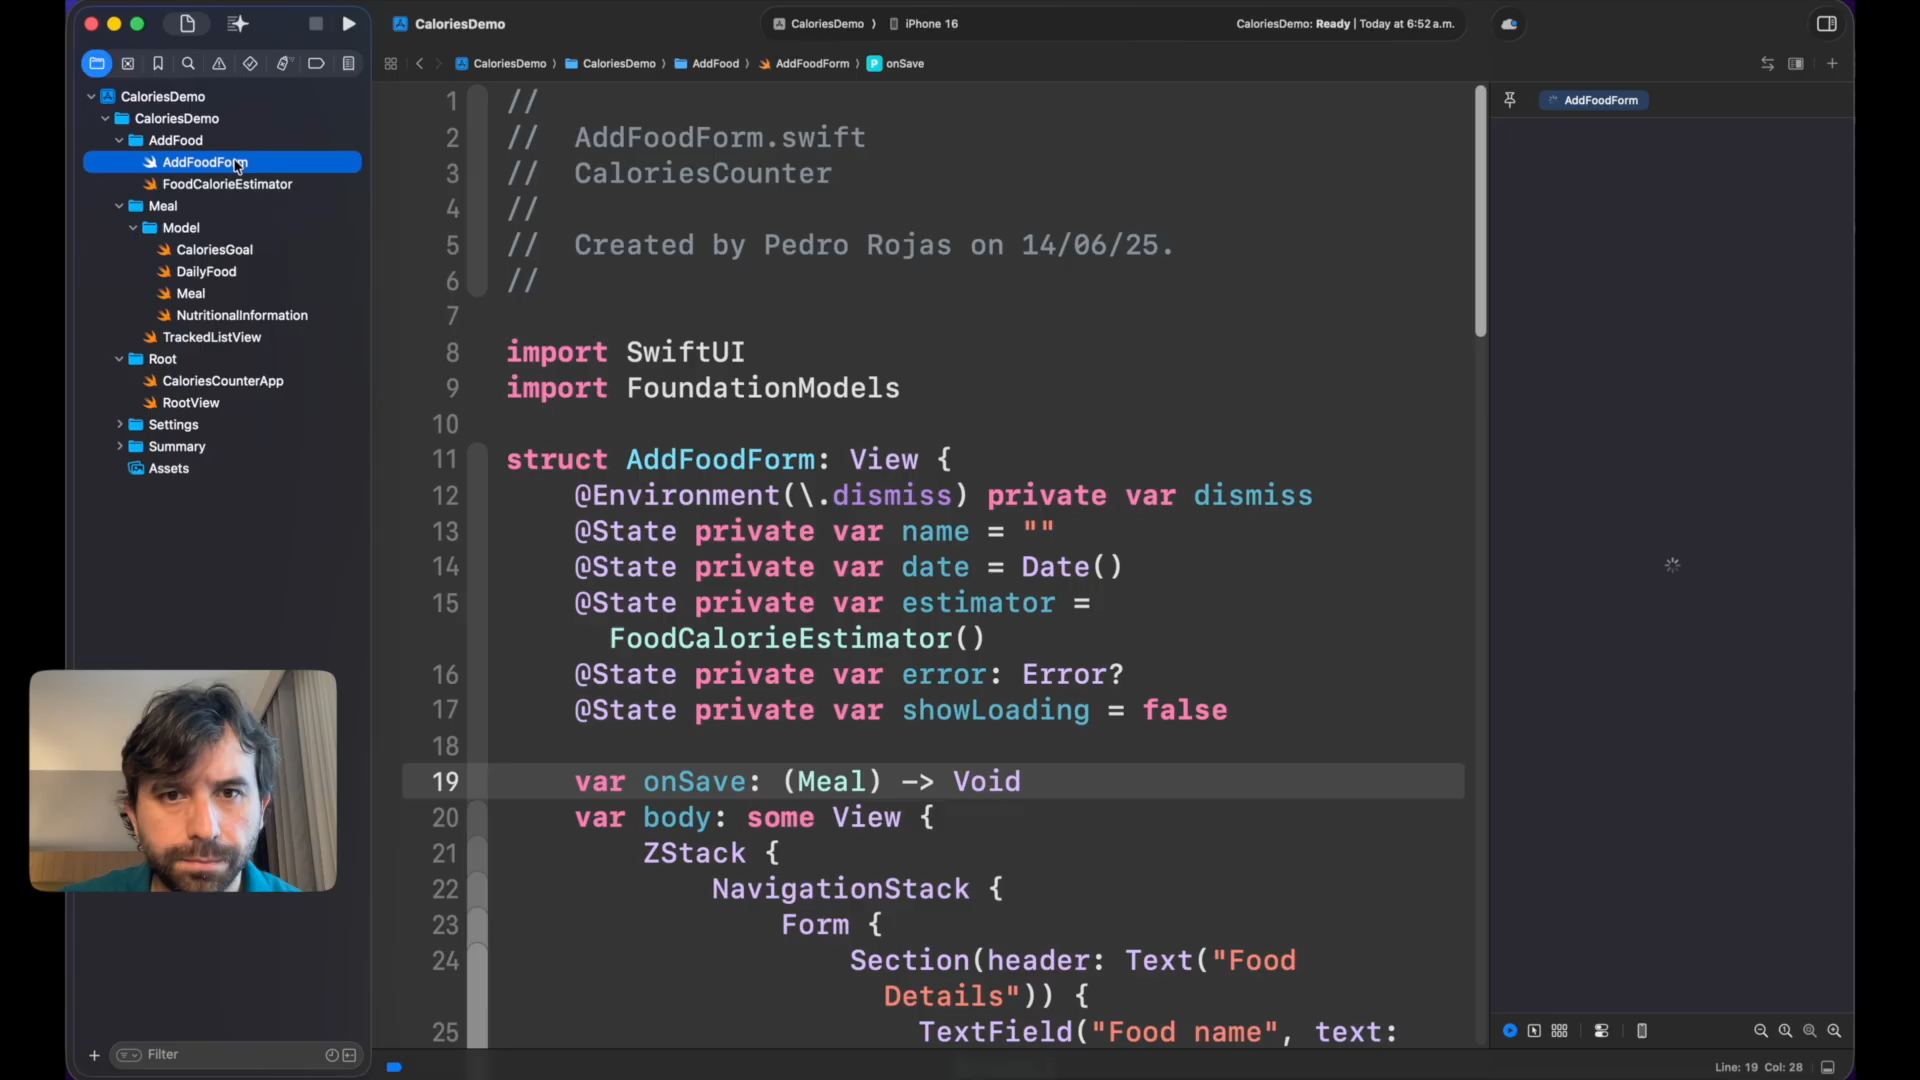 CaloriesDemo
CaloriesDemo 〉 iPhone 16
CaloriesDemo: Ready | Today at 6:52 a.m.
CaloriesDemo 〉 CaloriesDemo 〉 AddFood 〉 AddFoodForm 〉 P onSave
CaloriesDemo
CaloriesDemo
AddFood
AddFoodForm
FoodCalorieEstimator
Meal
Model
CaloriesGoal
DailyFood
Meal
NutritionalInformation
TrackedListView
Root
CaloriesCounterApp
RootView
Settings
Summary
Assets
Filter
1 //
2 // AddFoodForm.swift
3 // CaloriesCounter
4 //
5 // Created by Pedro Rojas on 14/06/25.
6 //
7
8 import SwiftUI
9 import FoundationModels
10
11 struct AddFoodForm: View {
12 @Environment(\.dismiss) private var dismiss
13 @State private var name = ""
14 @State private var date = Date()
15 @State private var estimator =
FoodCalorieEstimator()
16 @State private var error: Error?
17 @State private var showLoading = false
18
19 var onSave: (Meal) -> Void
20 var body: some View {
21 ZStack {
22 NavigationStack {
23 Form {
24 Section(header: Text("Food
Details")) {
25 TextField("Food name", text:
AddFoodForm
Line: 19 Col: 28